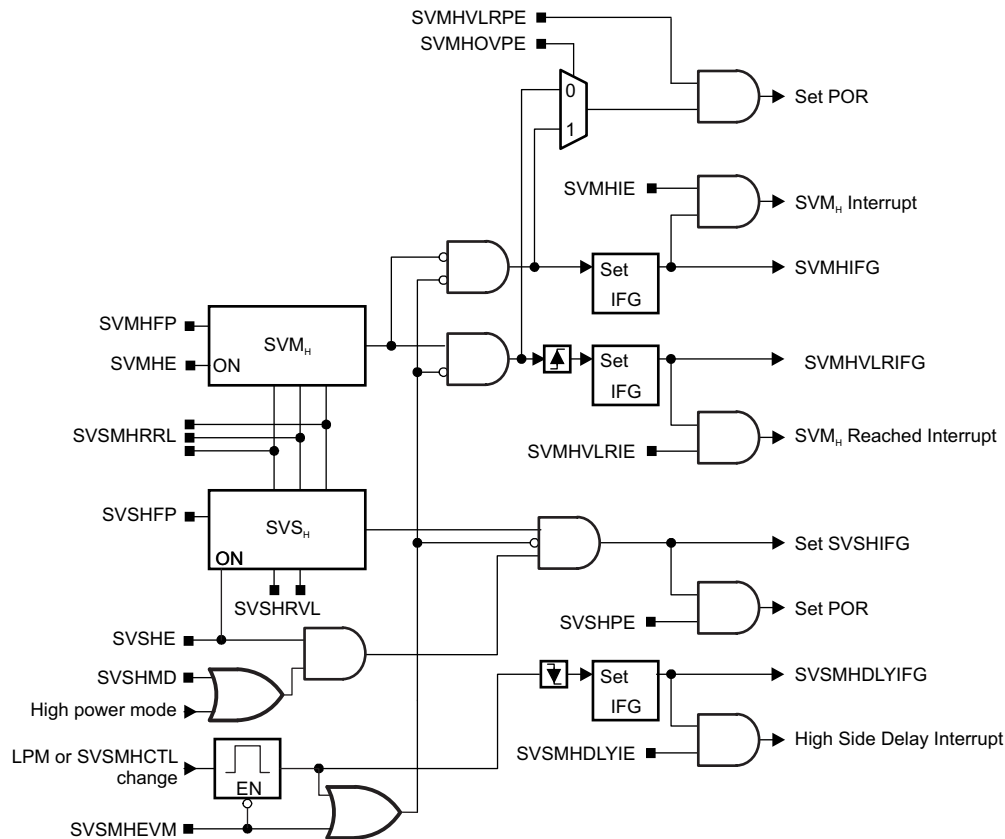 SVMHVLRPE
SVMHOVPE
0
1
Set POR
SVMHIE
SVMH Interrupt
Set
IFG
SVMHIFG
SVMHFP
SVMHE
ON
SVMH
Set
IFG
SVMHVLRIFG
SVSMHRRL
SVMHVLRIE
SVMH Reached Interrupt
SVSHFP
SVSH
ON
Set SVSHIFG
SVSHRVL
SVSHPE
Set POR
SVSHE
SVSHMD
High power mode
Set
IFG
SVSMHDLYIFG
LPM or SVSMHCTL
change
EN
SVSMHDLYIE
High Side Delay Interrupt
SVSMHEVM